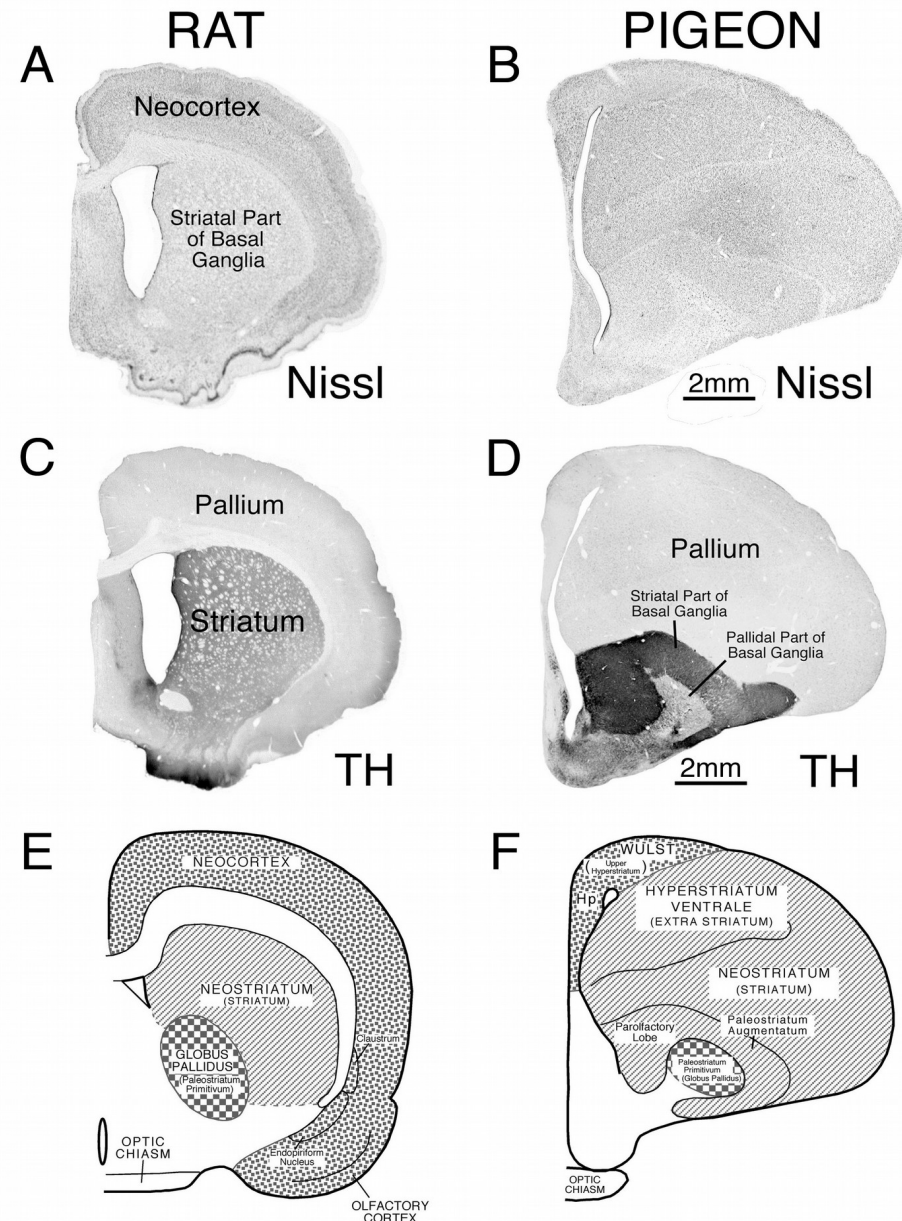 RAT
PIGEON
A
B
Neocortex
Striatal Part
of Basal
Ganglia
Nissl
2mm
Nissl
C
D
Pallium
Striatum
TH
Pallium
Striatal Part of
Basal Ganglia
Pallidal Part of
Basal Ganglia
2mm
TH
E
F
NEOCORTEX
NEOSTRIATUM
(STRIATUM)
GLOBUS
PALLIDUS
(Paleostriatum
Primitivum)
Claustrum
Endopiriform
Nucleus
OPTIC
CHIASM
OLFACTORY
CORTEX
WULST
(Upper
Hyperstriatum)
Hp
HYPERSTRIATUM
VENTRALE
(EXTRA STRIATUM)
NEOSTRIATUM
(STRIATUM)
Parolfactory
Lobe
Paleostriatum
Augmentatum
Paleostriatum
Primitivum
(Globus Pallidus)
OPTIC
CHIASM